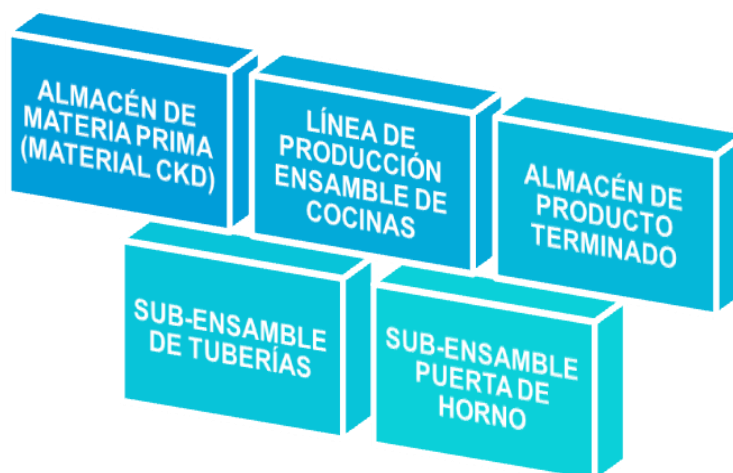 ALMACÉN DE
MATERIA PRIMA
(MATERIAL CKD)
LÍNEA DE
PRODUCCIÓN
ENSAMBLE DE
COCINAS
ALMACÉN DE
PRODUCTO
TERMINADO
SUB-ENSAMBLE
DE TUBERÍAS
SUB-ENSAMBLE
PUERTA DE
HORNO